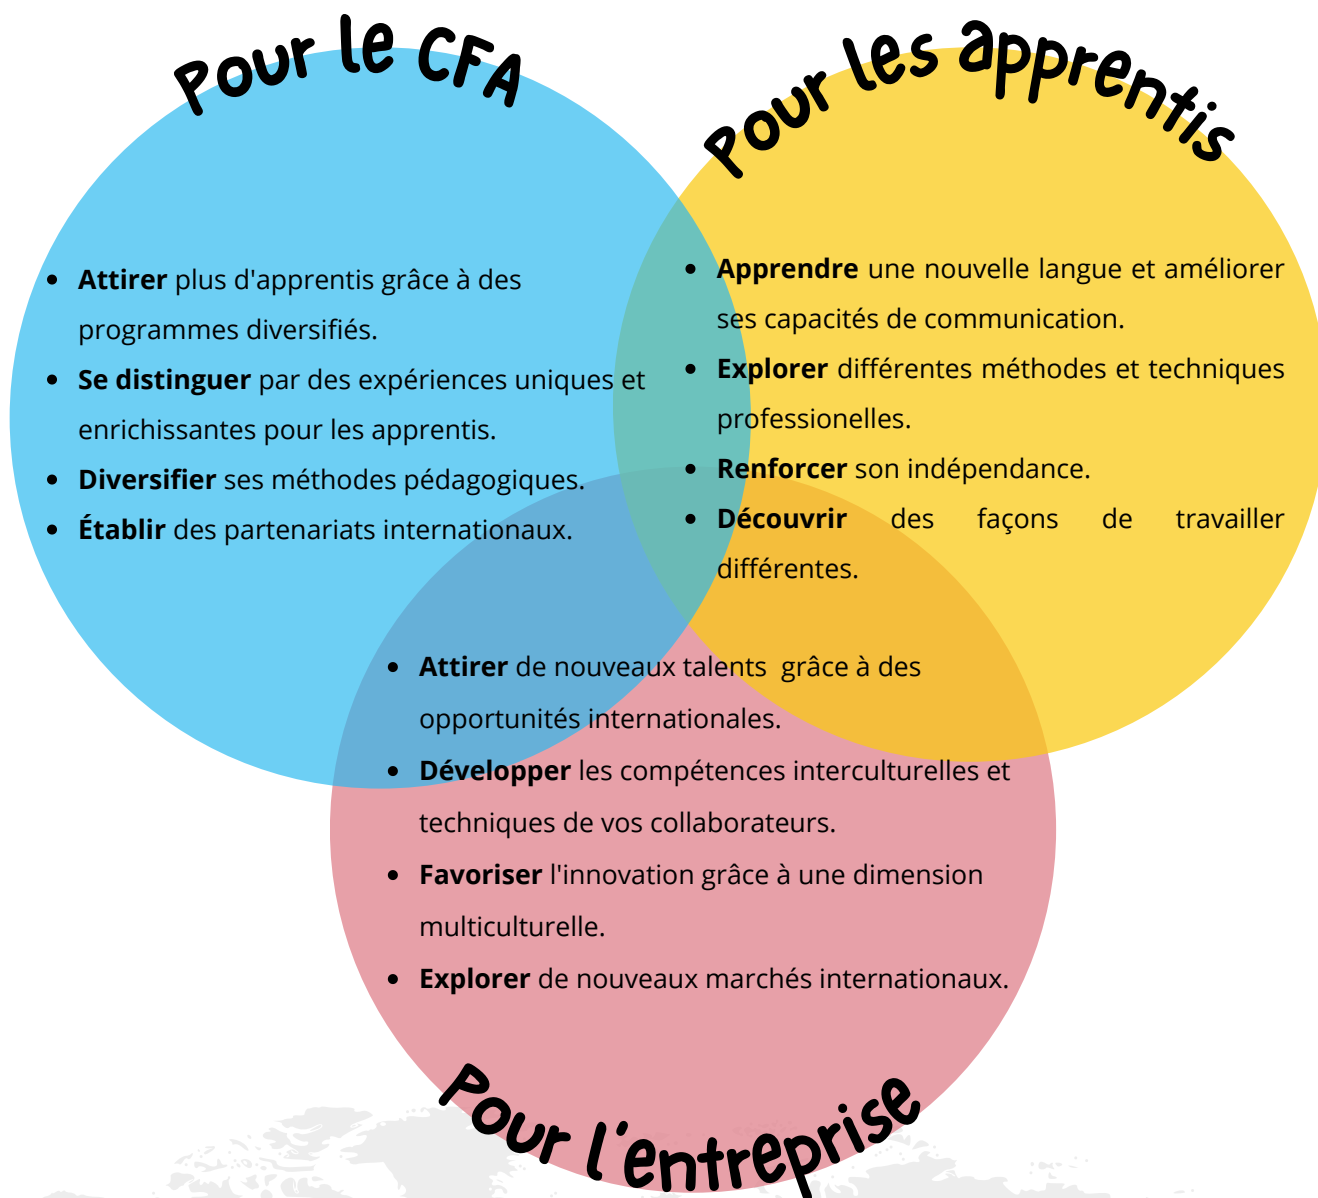 Pour le CFA
• Attirer plus d'apprentis grâce à des
programmes diversifiés.
• Se distinguer par des expériences uniques et
enrichissantes pour les apprentis.
• Diversifier ses méthodes pédagogiques.
• Établir des partenariats internationaux.
Pour les apprentis
• Apprendre une nouvelle langue et améliorer
ses capacités de communication.
• Explorer différentes méthodes et techniques
professionelles.
• Renforcer son indépendance.
• Découvrir des façons de travailler
différentes.
• Attirer de nouveaux talents grâce à des
opportunités internationales.
• Développer les compétences interculturelles et
techniques de vos collaborateurs.
• Favoriser l'innovation grâce à une dimension
multiculturelle.
• Explorer de nouveaux marchés internationaux.
Pour l'entreprise